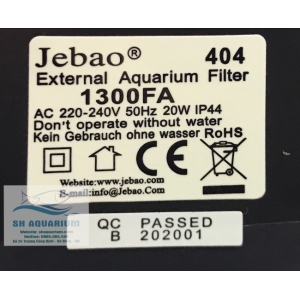 Jebao® 404
External Aquarium Filter
1300FA
AC 220-240V 50Hz 20W IP44
Don't operate without water
Kein Gebrauch ohne wasser RoHS
Website:www.jebao.com
E-mail:info@Jebao.Com
SH AQUARIUM
QC PASSED
B 202001